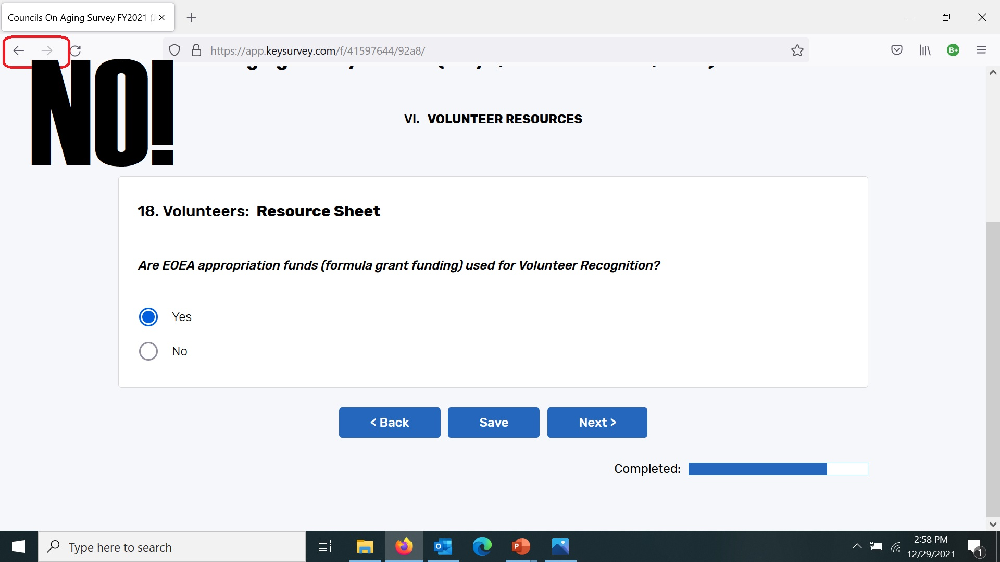 Councils On Aging Survey FY2021 (J
https://app.keysurvey.com/f/41597644/92a8/
NO!
VI. VOLUNTEER RESOURCES
18. Volunteers: Resource Sheet
Are EOEA appropriation funds (formula grant funding) used for Volunteer Recognition?
Yes
No
< Back
Save
Next >
Completed:
Type here to search
2:58 PM
12/29/2021
1
B+